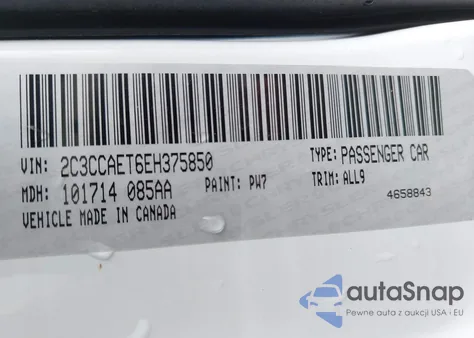 VIN: 2C3CCAET6EH375850 TYPE: PASSENGER CAR
MDH: 101714 085AA PAINT: PW7 TRIM: ALL9
VEHICLE MADE IN CANADA 4658843
autaSnap
Pewne auta z aukcji USA i EU